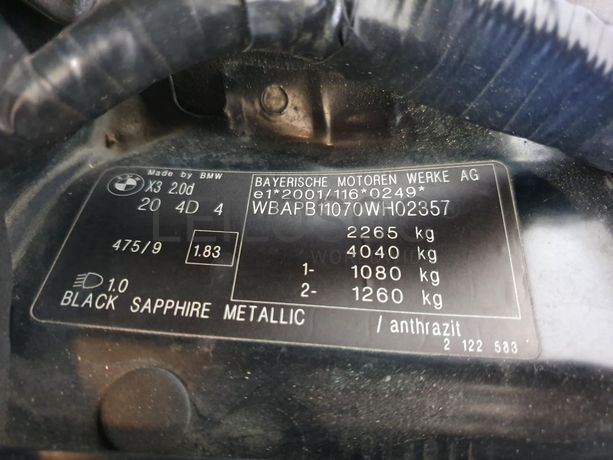 Made by BMW
X3 2.0d
20 4D 4
475/9 1.83
1.0
BLACK SAPPHIRE METALLIC / anthrazit
2 122 583
BAYERISCHE MOTOREN WERKE AG
e1*2001/116*0249*
WBAPB11070WH02357
2265 kg
4040 kg
1- 1080 kg
2- 1260 kg